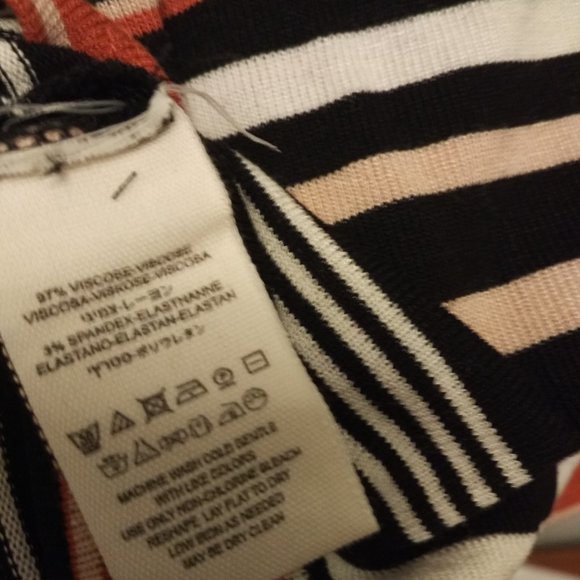 97% VISCOSE-VISCOSE
VISCOSA-VISKOSE-VISCOSA
3% SPANDEX-ELASTHANNE
ELASTANO-ELASTAN-ELASTAN
MACHINE WASH COLD GENTLE
WITH LIKE COLORS
USE ONLY NON-CHLORINE BLEACH
RESHAPE, LAY FLAT TO DRY
LOW IRON AS NEEDED
MAY BE DRY CLEAN